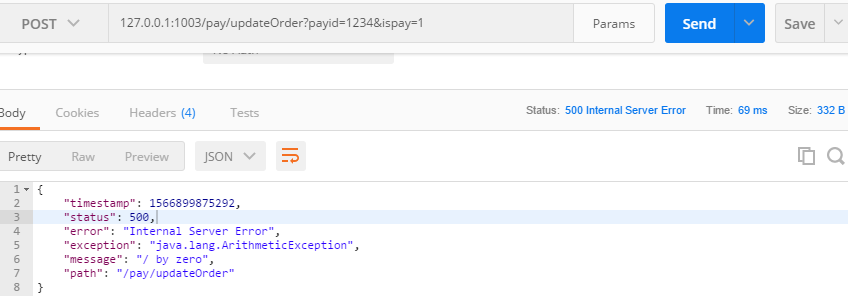 POST 127.0.0.1:1003/pay/updateOrder?payid=1234&ispay=1 Params Send Save
Body Cookies Headers (4) Tests Status: 500 Internal Server Error Time: 69 ms Size: 332 B
Pretty Raw Preview JSON
1 {
2 "timestamp": 1566899875292,
3 "status": 500,
4 "error": "Internal Server Error",
5 "exception": "java.lang.ArithmeticException",
6 "message": "/ by zero",
7 "path": "/pay/updateOrder"
8 }